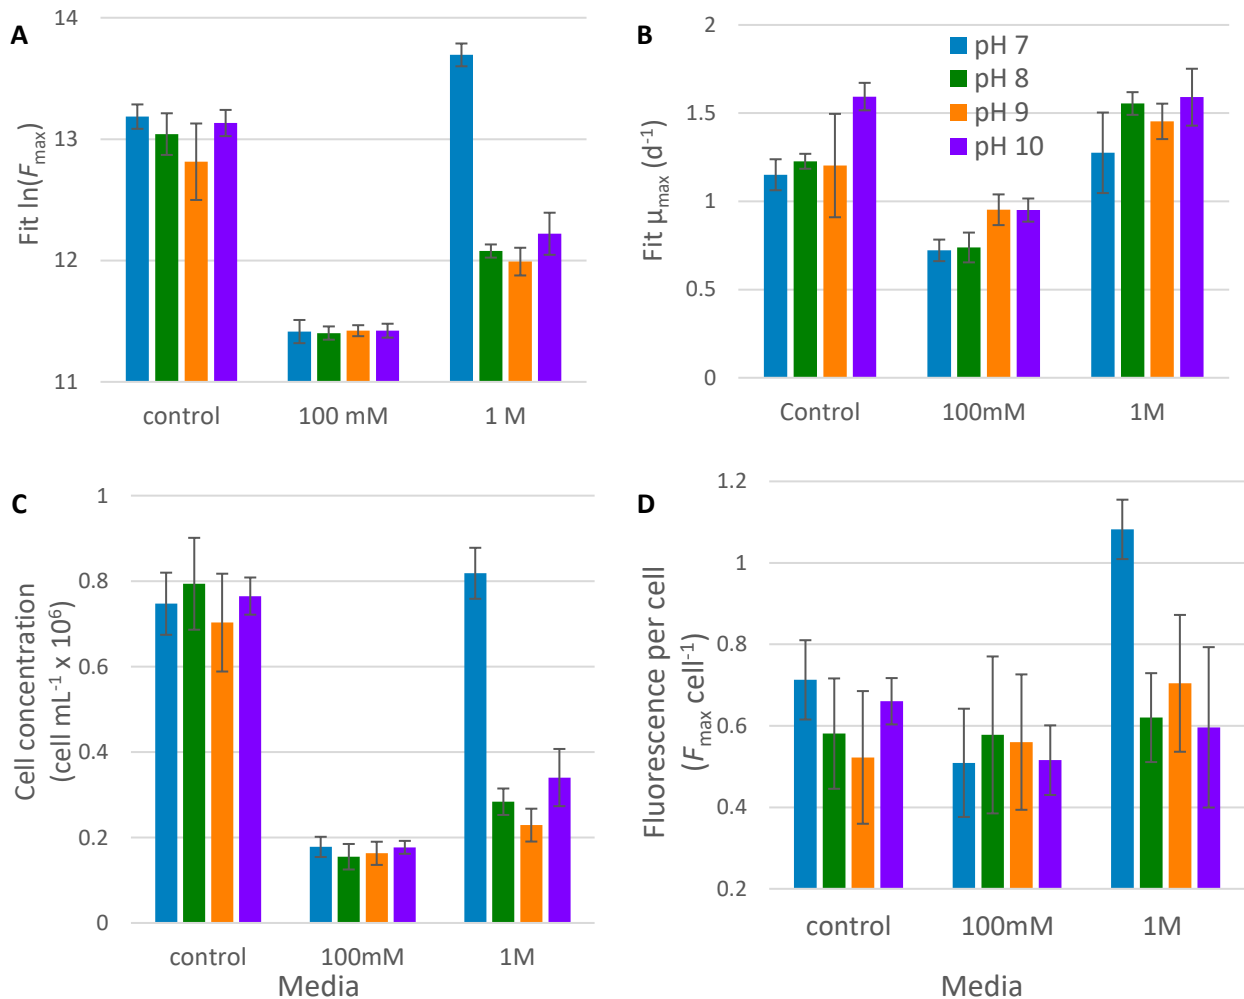 A
Fit ln(Fmax)
14
13
12
11
control
100 mM
1 M
B
Fit µmax (d-1)
2
1.5
1
0.5
0
pH 7
pH 8
pH 9
pH 10
Control
100mM
1M
C
Cell concentration
(cell mL-1 x 10⁶)
1
0.8
0.6
0.4
0.2
0
control
100mM
1M
Media
D
Fluorescence per cell
(Fmax cell-1)
1.2
1
0.8
0.6
0.4
0.2
control
100mM
1M
Media